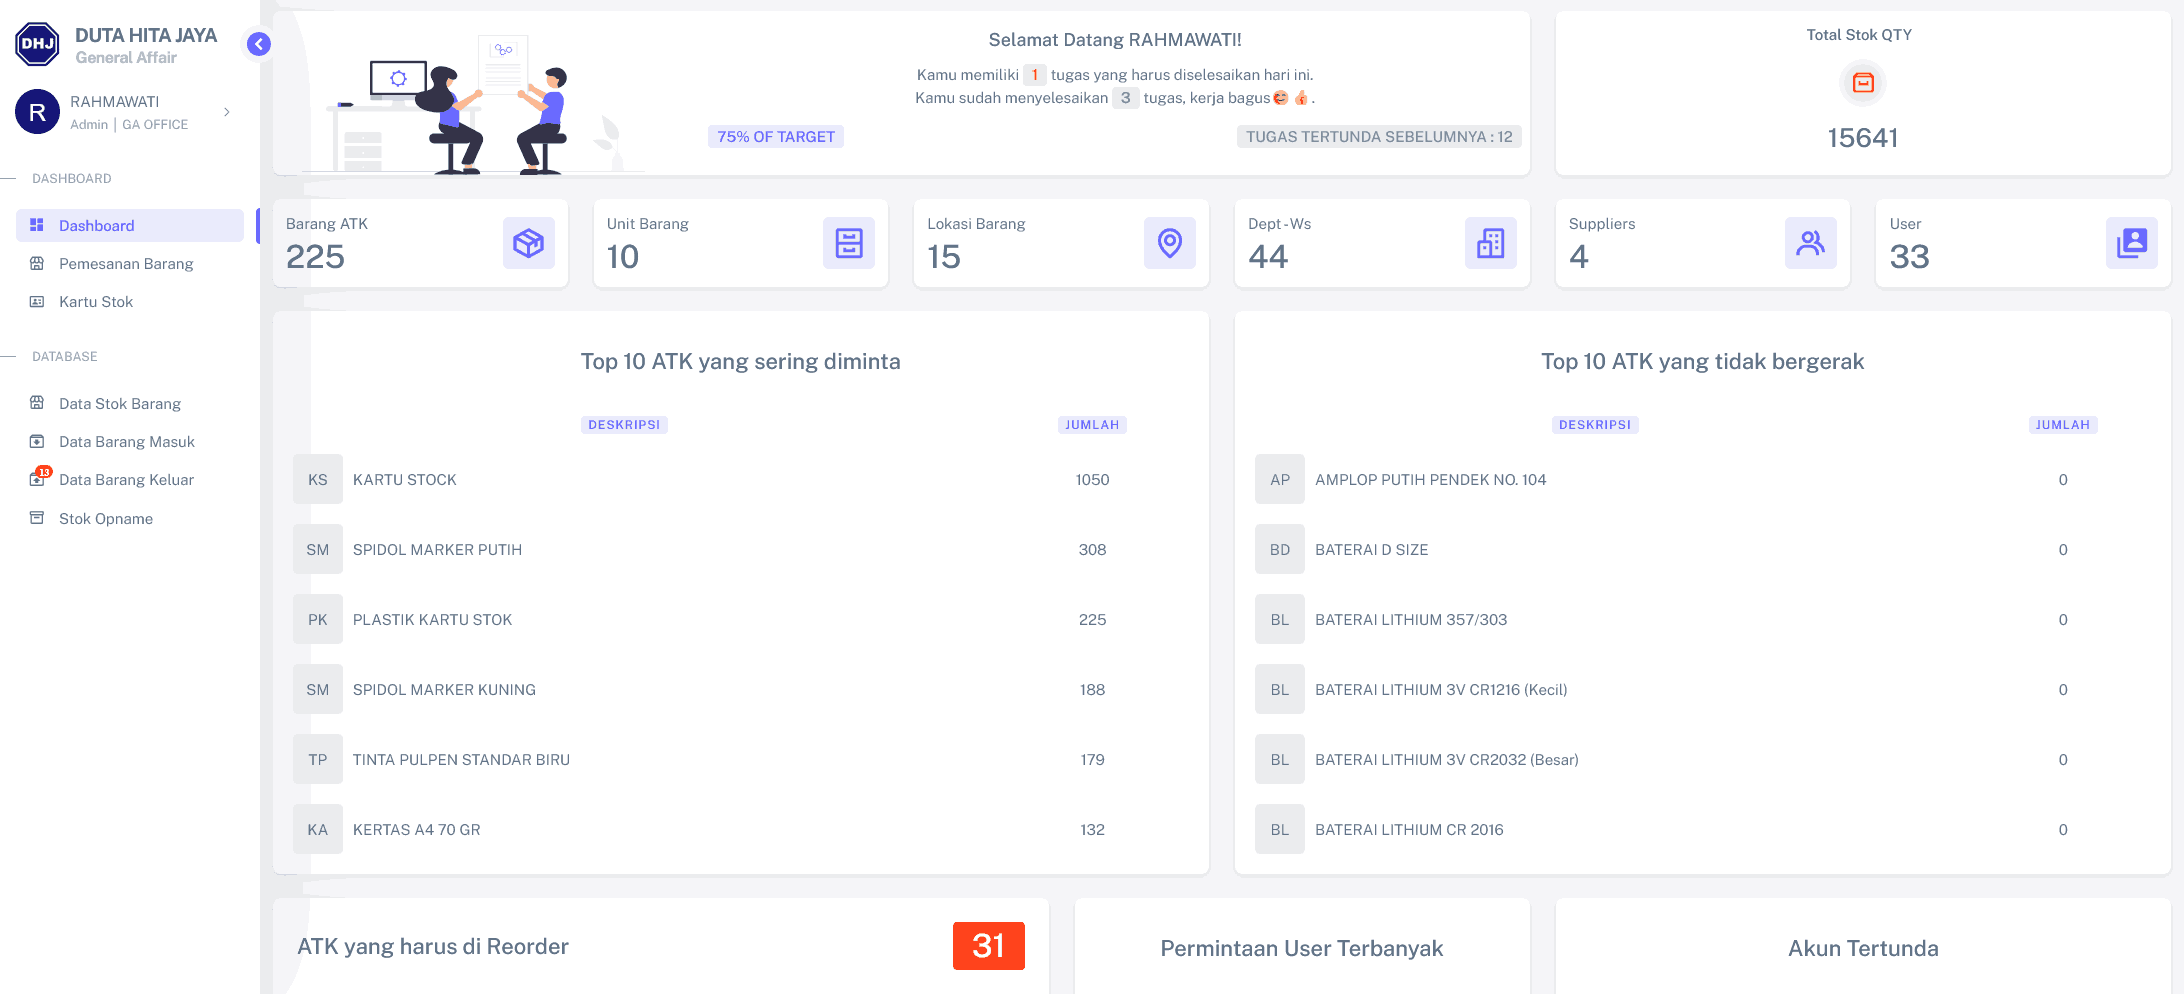 DHJ
DUTA HITA JAYA
General Affair
R
RAHMAWATI
Admin | GA OFFICE
DASHBOARD
Dashboard
Pemesanan Barang
Kartu Stok
DATABASE
Data Stok Barang
Data Barang Masuk
13
Data Barang Keluar
Stok Opname
Selamat Datang RAHMAWATI!
Kamu memiliki 1 tugas yang harus diselesaikan hari ini.
Kamu sudah menyelesaikan 3 tugas, kerja bagus🥰 👍 .
75% OF TARGET
TUGAS TERTUNDA SEBELUMNYA : 12
Total Stok QTY
15641
Barang ATK
225
Unit Barang
10
Lokasi Barang
15
Dept-Ws
44
Suppliers
4
User
33
Top 10 ATK yang sering diminta
DESKRIPSI JUMLAH
KS KARTU STOCK 1050
SM SPIDOL MARKER PUTIH 308
PK PLASTIK KARTU STOK 225
SM SPIDOL MARKER KUNING 188
TP TINTA PULPEN STANDAR BIRU 179
KA KERTAS A4 70 GR 132
Top 10 ATK yang tidak bergerak
DESKRIPSI JUMLAH
AP AMPLOP PUTIH PENDEK NO. 104 0
BD BATERAI D SIZE 0
BL BATERAI LITHIUM 357/303 0
BL BATERAI LITHIUM 3V CR1216 (Kecil) 0
BL BATERAI LITHIUM 3V CR2032 (Besar) 0
BL BATERAI LITHIUM CR 2016 0
ATK yang harus di Reorder 31
Permintaan User Terbanyak
Akun Tertunda